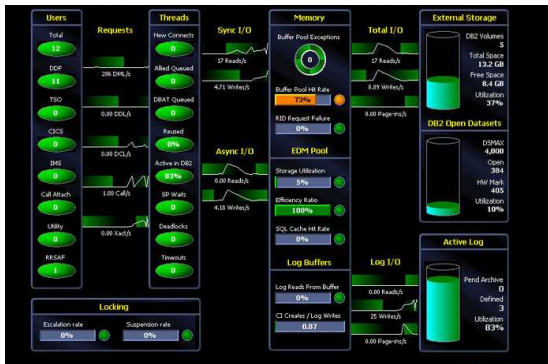 Users
Total
12
DDF
11
TSO
0
CICS
0
IMS
0
Call Attach
0
Utility
0
RRSAF
1
Requests
286 DML/s
0.00 DDL/s
0.00 DCL/s
1.00 Call/s
0.00 Xact/s
Threads
New Connects
0
Allied Queued
0
DBAT Queued
0
Reused
0%
Active in DB2
83%
SP Waits
0
Deadlocks
0
Timeouts
0
Sync I/O
17 Reads/s
4.71 Writes/s
Async I/O
0.00 Reads/s
4.18 Writes/s
Memory
Buffer Pool Exceptions
0
Buffer Pool Hit Rate
73%
RID Request Failure
0%
EDM Pool
Storage Utilization
5%
Efficiency Ratio
100%
SQL Cache Hit Rate
0%
Log Buffers
Log Reads From Buffer
0%
CI Creates / Log Writes
0.87
Total I/O
17 Reads/s
8.89 Writes/s
0.00 Page-ins/s
Log I/O
0.00 Reads/s
25 Writes/s
0.00 Page-ins/s
External Storage
DB2 Volumes
5
Total Space
13.2 GB
Free Space
8.4 GB
Utilization
37%
DB2 Open Datasets
DSMAX
4,000
Open
384
HW Mark
405
Utilization
10%
Active Log
Pend Archive
0
Defined
3
Utilization
83%
Locking
Escalation rate
0%
Suspension rate
0%